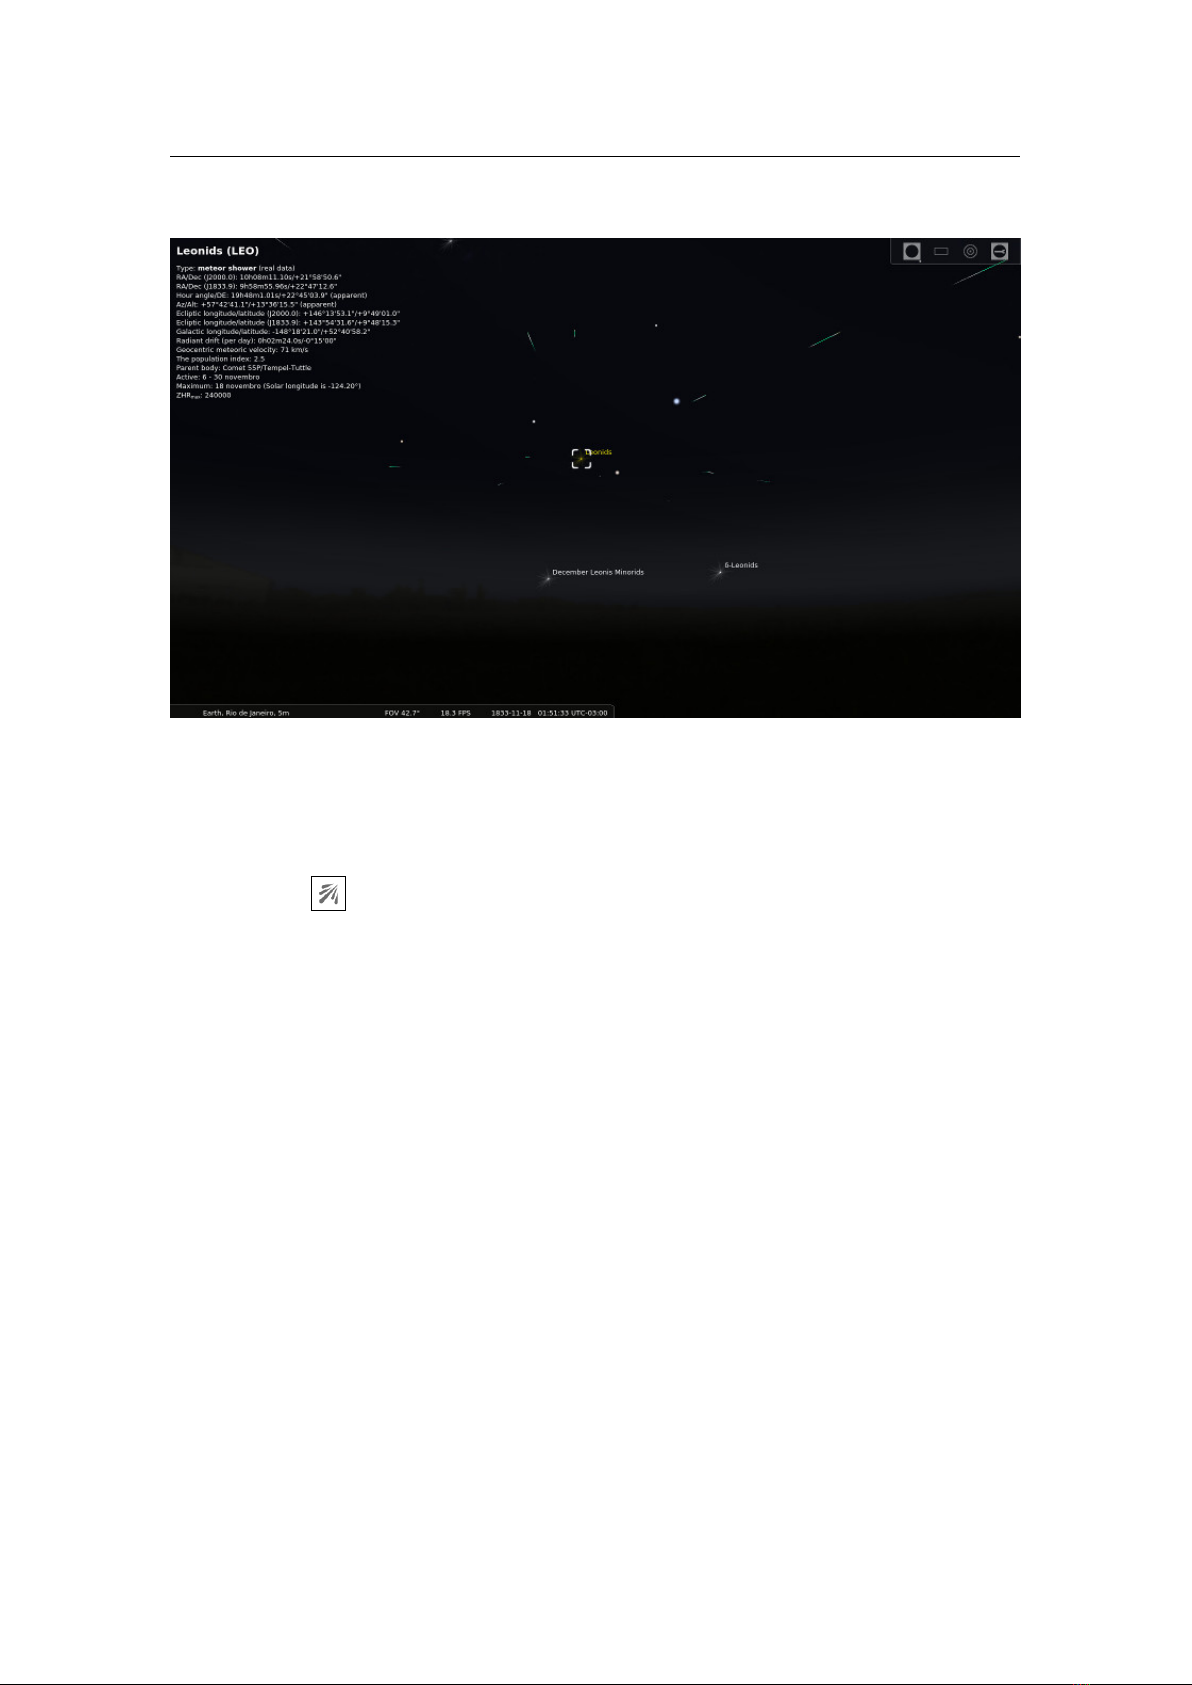 Leonids (LEO)
Type: meteor shower (real data)
RA/Dec (J2000.0): 10h08m11.10s/+21°58'50.6"
RA/Dec (J1833.9): 9h58m55.96s/+22°47'12.6"
Hour angle/DE: 19h48m1.01s/+22°45'03.9" (apparent)
Az/Alt: +57°42'41.1"/+13°36'15.5" (apparent)
Ecliptic longitude/latitude (J2000.0): +146°13'53.1"/+9°49'01.0"
Ecliptic longitude/latitude (J1833.9): +143°54'31.6"/+9°48'15.3"
Galactic longitude/latitude: -148°18'21.0"/+52°40'58.2"
Radiant drift (per day): 0h02m24.0s/-0°15'00"
Geocentric meteoric velocity: 71 km/s
The population index: 2.5
Parent body: Comet 55P/Tempel-Tuttle
Active: 6 - 30 novembro
Maximum: 18 novembro (Solar longitude is -124.20°)
ZHRmax: 240000
Leonids
December Leonis Minorids
δ-Leonids
Earth, Rio de Janeiro, 5m FOV 42.7° 18.3 FPS 1833-11-18 01:51:33 UTC-03:00